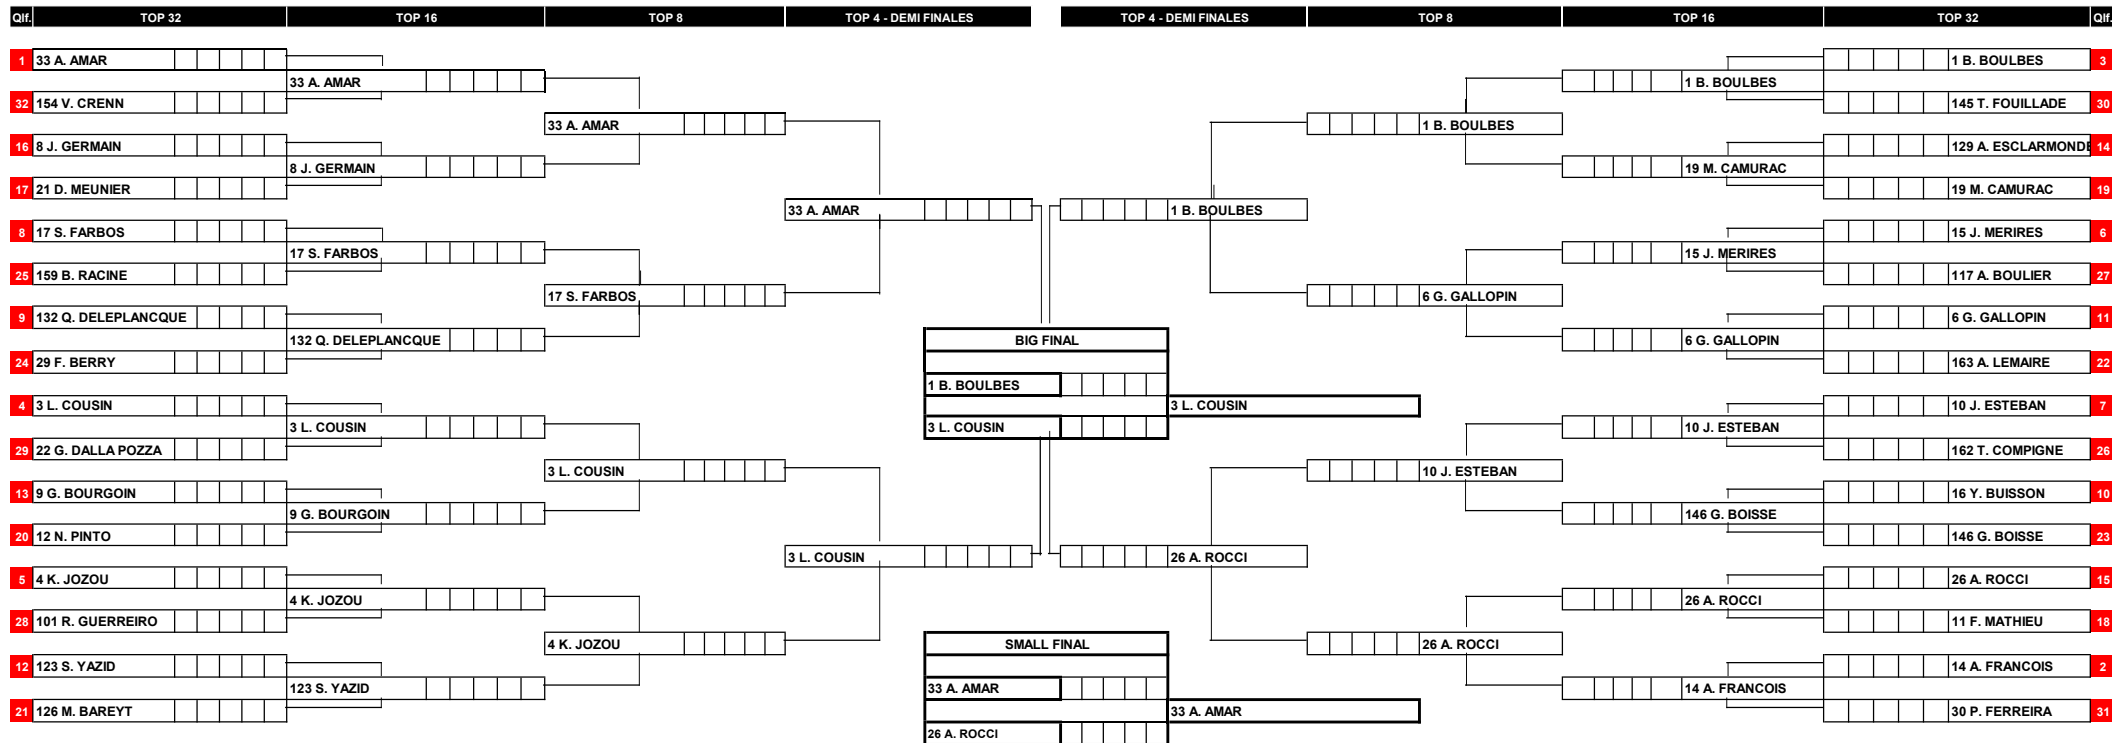 Qlf. TOP 32 TOP 16 TOP 8 TOP 4 - DEMI FINALES TOP 4 - DEMI FINALES TOP 8 TOP 16 TOP 32 Qlf.
1 33 A. AMAR 1 B. BOULBES 3
33 A. AMAR 1 B. BOULBES
32 154 V. CRENN 145 T. FOUILLADE 30
33 A. AMAR 1 B. BOULBES
16 8 J. GERMAIN 129 A. ESCLARMONDE 14
8 J. GERMAIN 19 M. CAMURAC
17 21 D. MEUNIER 19 M. CAMURAC 19
33 A. AMAR 1 B. BOULBES
8 17 S. FARBOS 15 J. MERIRES 6
17 S. FARBOS 15 J. MERIRES
25 159 B. RACINE 117 A. BOULIER 27
17 S. FARBOS 6 G. GALLOPIN
9 132 Q. DELEPLANCQUE 6 G. GALLOPIN 11
132 Q. DELEPLANCQUE BIG FINAL 6 G. GALLOPIN
24 29 F. BERRY 163 A. LEMAIRE 22
1 B. BOULBES
4 3 L. COUSIN 3 L. COUSIN 10 J. ESTEBAN 7
3 L. COUSIN 3 L. COUSIN 10 J. ESTEBAN
29 22 G. DALLA POZZA 162 T. COMPIGNE 26
3 L. COUSIN 10 J. ESTEBAN
13 9 G. BOURGOIN 16 Y. BUISSON 10
9 G. BOURGOIN 146 G. BOISSE
20 12 N. PINTO 146 G. BOISSE 23
3 L. COUSIN 26 A. ROCCI
5 4 K. JOZOU 26 A. ROCCI 15
4 K. JOZOU 26 A. ROCCI
28 101 R. GUERREIRO 11 F. MATHIEU 18
4 K. JOZOU SMALL FINAL 26 A. ROCCI
12 123 S. YAZID 14 A. FRANCOIS 2
123 S. YAZID 33 A. AMAR 14 A. FRANCOIS
21 126 M. BAREYT 33 A. AMAR 30 P. FERREIRA 31
26 A. ROCCI